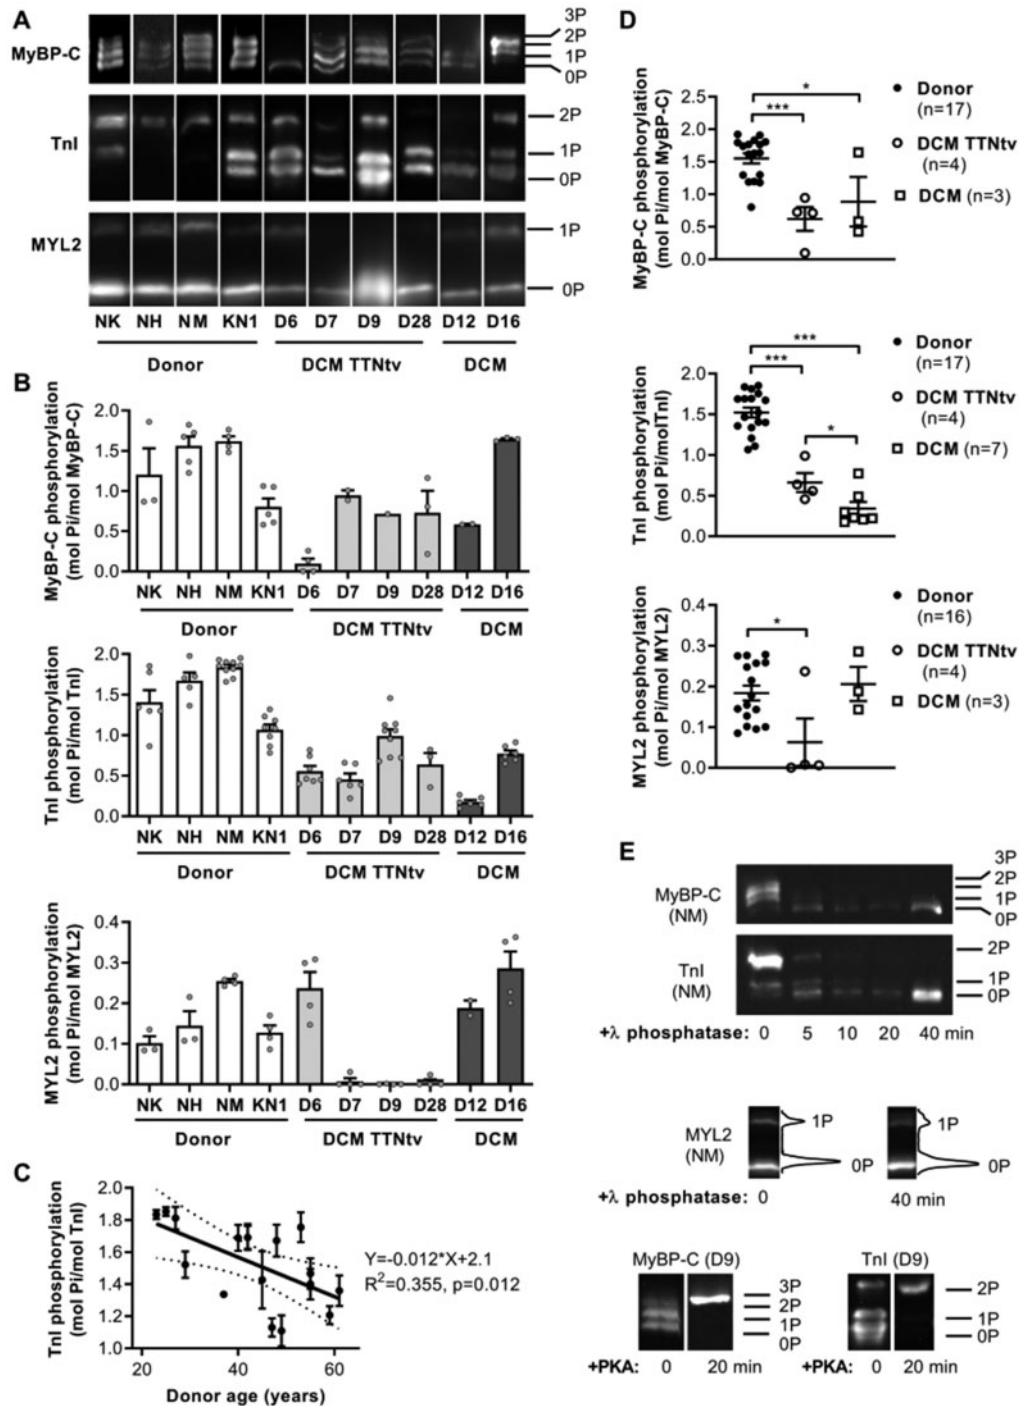 A
MyBP-C
3P
2P
1P
0P
TnI
2P
1P
0P
MYL2
1P
0P
NK NH NM KN1 D6 D7 D9 D28 D12 D16
Donor DCM TTNtv DCM
B
MyBP-C phosphorylation
(mol Pi/mol MyBP-C)
2.0
1.5
1.0
0.5
0.0
NK NH NM KN1 D6 D7 D9 D28 D12 D16
Donor DCM TTNtv DCM
TnI phosphorylation
(mol Pi/mol TnI)
2.0
1.5
1.0
0.5
0.0
NK NH NM KN1 D6 D7 D9 D28 D12 D16
Donor DCM TTNtv DCM
MYL2 phosphorylation
(mol Pi/mol MYL2)
0.4
0.3
0.2
0.1
0.0
NK NH NM KN1 D6 D7 D9 D28 D12 D16
Donor DCM TTNtv DCM
C
TnI phosphorylation
(mol Pi/mol TnI)
2.0
1.8
1.6
1.4
1.2
1.0
20 40 60
Donor age (years)
Y=-0.012*X+2.1
R²=0.355, p=0.012
D
MyBP-C phosphorylation
(mol Pi/mol MyBP-C)
2.5
2.0
1.5
1.0
0.5
0.0
*
***
Donor
(n=17)
DCM TTNtv
(n=4)
DCM (n=3)
TnI phosphorylation
(mol Pi/molTnI)
2.0
1.5
1.0
0.5
0.0
***
***
*
Donor
(n=17)
DCM TTNtv
(n=4)
DCM (n=7)
MYL2 phosphorylation
(mol Pi/mol MYL2)
0.4
0.3
0.2
0.1
0.0
*
Donor
(n=16)
DCM TTNtv
(n=4)
DCM (n=3)
E
MyBP-C
(NM)
3P
2P
1P
0P
TnI
(NM)
2P
1P
0P
+λ phosphatase: 0 5 10 20 40 min
MYL2
(NM)
1P
0P
1P
0P
+λ phosphatase: 0 40 min
MyBP-C (D9)
3P
2P
1P
0P
+PKA: 0 20 min
TnI (D9)
2P
1P
0P
+PKA: 0 20 min